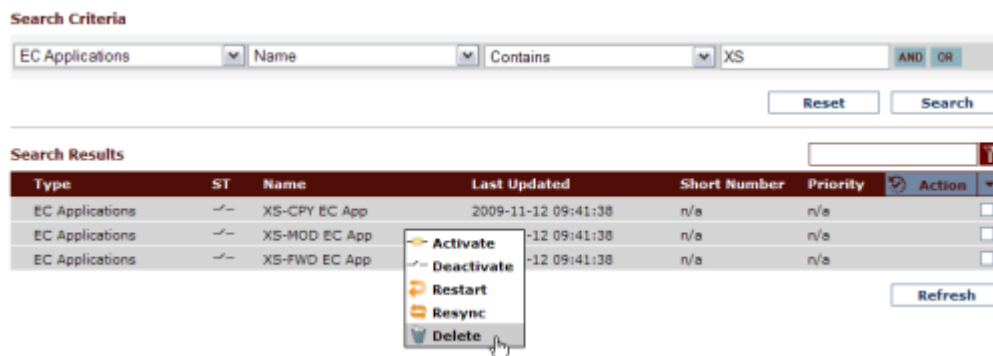 Search Criteria
EC Applications Name Contains XS AND OR
Reset Search
Search Results
Type ST Name Last Updated Short Number Priority Action
EC Applications XS-CPY EC App 2009-11-12 09:41:38 n/a n/a
EC Applications XS-MOD EC App -12 09:41:38 n/a n/a
EC Applications XS-FWD EC App -12 09:41:38 n/a n/a
Activate
Deactivate
Restart
Refresh
Resync
Delete